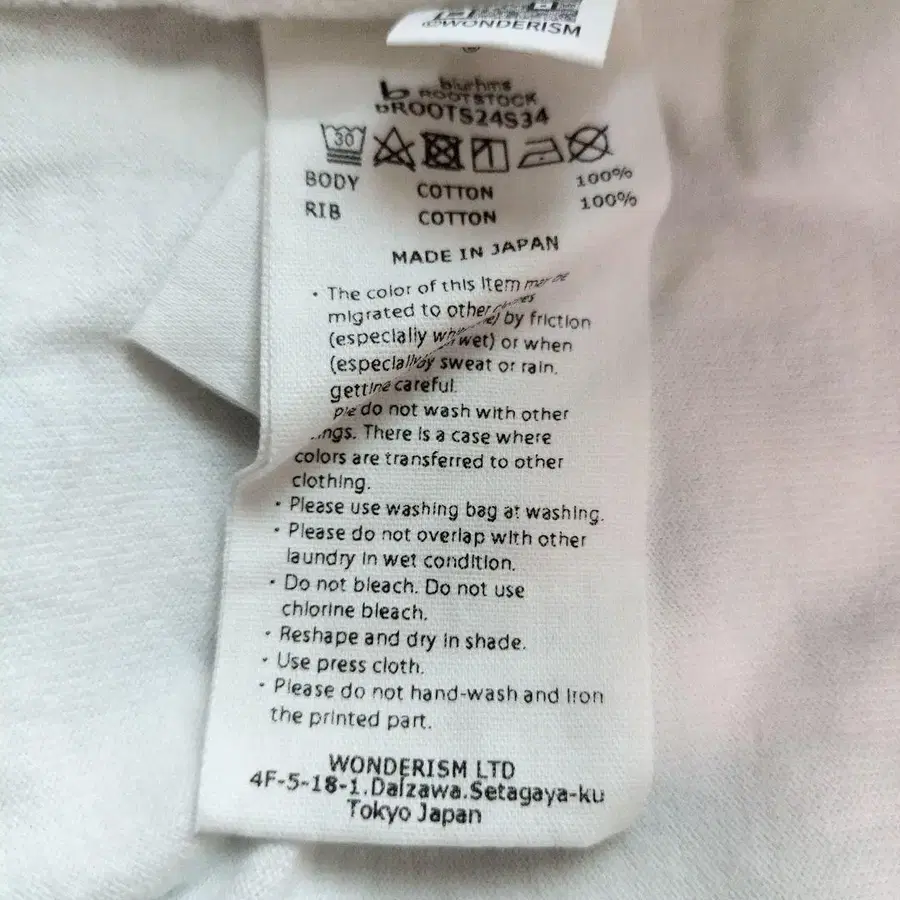 @WONDERISM
bluehms
ROOTSTOCK
bROOTS24S34
30
BODY COTTON 100%
RIB COTTON 100%
MADE IN JAPAN
・The color of this item may be
migrated to other
(especially wet) by friction
(especially wet) or when
by sweat or rain.
careful.
do not wash with other
There is a case where
colors are transferred to other
clothing.
・Please use washing bag at washing.
・Please do not overlap with other
laundry in wet condition.
・Do not bleach. Do not use
chlorine bleach.
・Reshape and dry in shade.
・Use press cloth.
・Please do not hand-wash and iron
the printed part.
WONDERISM LTD
4F-5-18-1.Daizawa.Setagaya-ku
Tokyo Japan